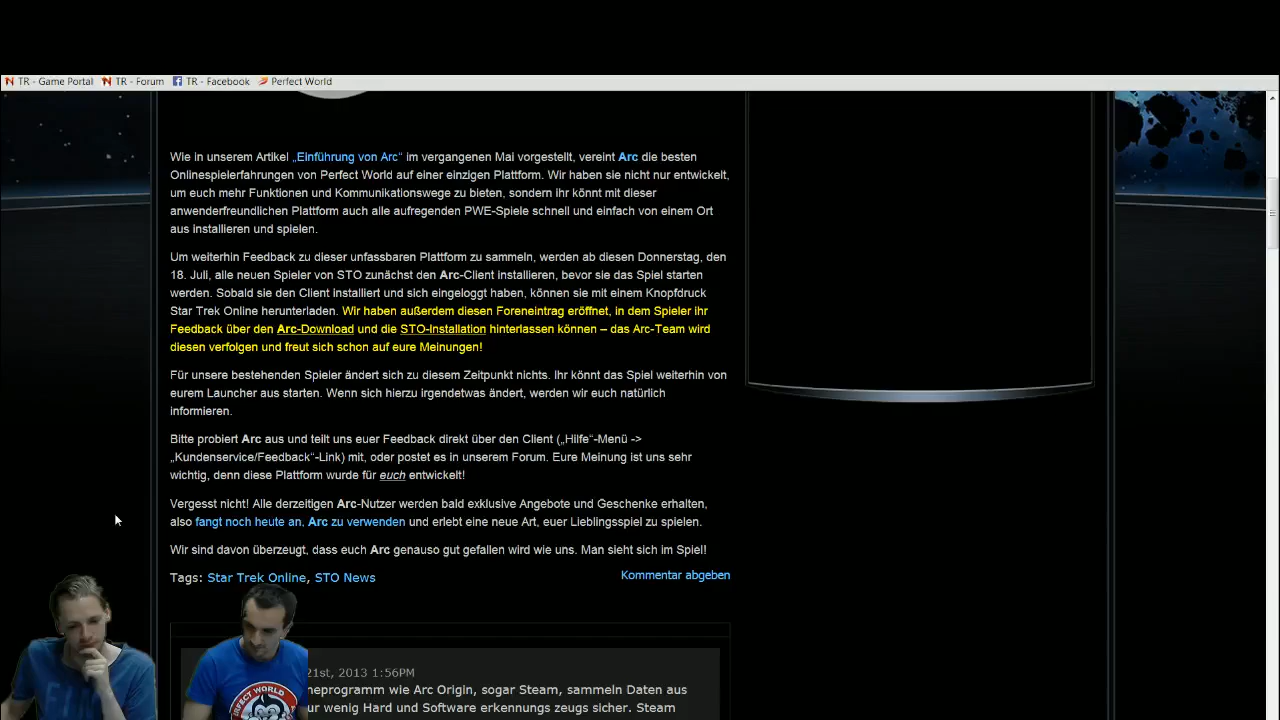 TR - Game Portal TR - Forum TR - Facebook Perfect World
Wie in unserem Artikel „Einführung von Arc“ im vergangenen Mai vorgestellt, vereint Arc die besten
Onlinespielerfahrungen von Perfect World auf einer einzigen Plattform. Wir haben sie nicht nur entwickelt,
um euch mehr Funktionen und Kommunikationswege zu bieten, sondern ihr könnt mit dieser
anwenderfreundlichen Plattform auch alle aufregenden PWE-Spiele schnell und einfach von einem Ort
aus installieren und spielen.
Um weiterhin Feedback zu dieser unfassbaren Plattform zu sammeln, werden ab diesen Donnerstag, den
18. Juli, alle neuen Spieler von STO zunächst den Arc-Client installieren, bevor sie das Spiel starten
werden. Sobald sie den Client installiert und sich eingeloggt haben, können sie mit einem Knopfdruck
Star Trek Online herunterladen. Wir haben außerdem diesen Foreneintrag eröffnet, in dem Spieler ihr
Feedback über den Arc-Download und die STO-Installation hinterlassen können – das Arc-Team wird
diesen verfolgen und freut sich schon auf eure Meinungen!
Für unsere bestehenden Spieler ändert sich zu diesem Zeitpunkt nichts. Ihr könnt das Spiel weiterhin von
eurem Launcher aus starten. Wenn sich hierzu irgendetwas ändert, werden wir euch natürlich
informieren.
Bitte probiert Arc aus und teilt uns euer Feedback direkt über den Client („Hilfe“-Menü ->
„Kundenservice/Feedback“-Link) mit, oder postet es in unserem Forum. Eure Meinung ist uns sehr
wichtig, denn diese Plattform wurde für euch entwickelt!
Vergesst nicht! Alle derzeitigen Arc-Nutzer werden bald exklusive Angebote und Geschenke erhalten,
also fangt noch heute an, Arc zu verwenden und erlebt eine neue Art, euer Lieblingsspiel zu spielen.
Wir sind davon überzeugt, dass euch Arc genauso gut gefallen wird wie uns. Man sieht sich im Spiel!
Tags: Star Trek Online, STO News
Kommentar abgeben
21st, 2013 1:56PM
neprogramm wie Arc Origin, sogar Steam, sammeln Daten aus
ur wenig Hard und Software erkennungs zeugs sicher. Steam
ERFECT WORLD